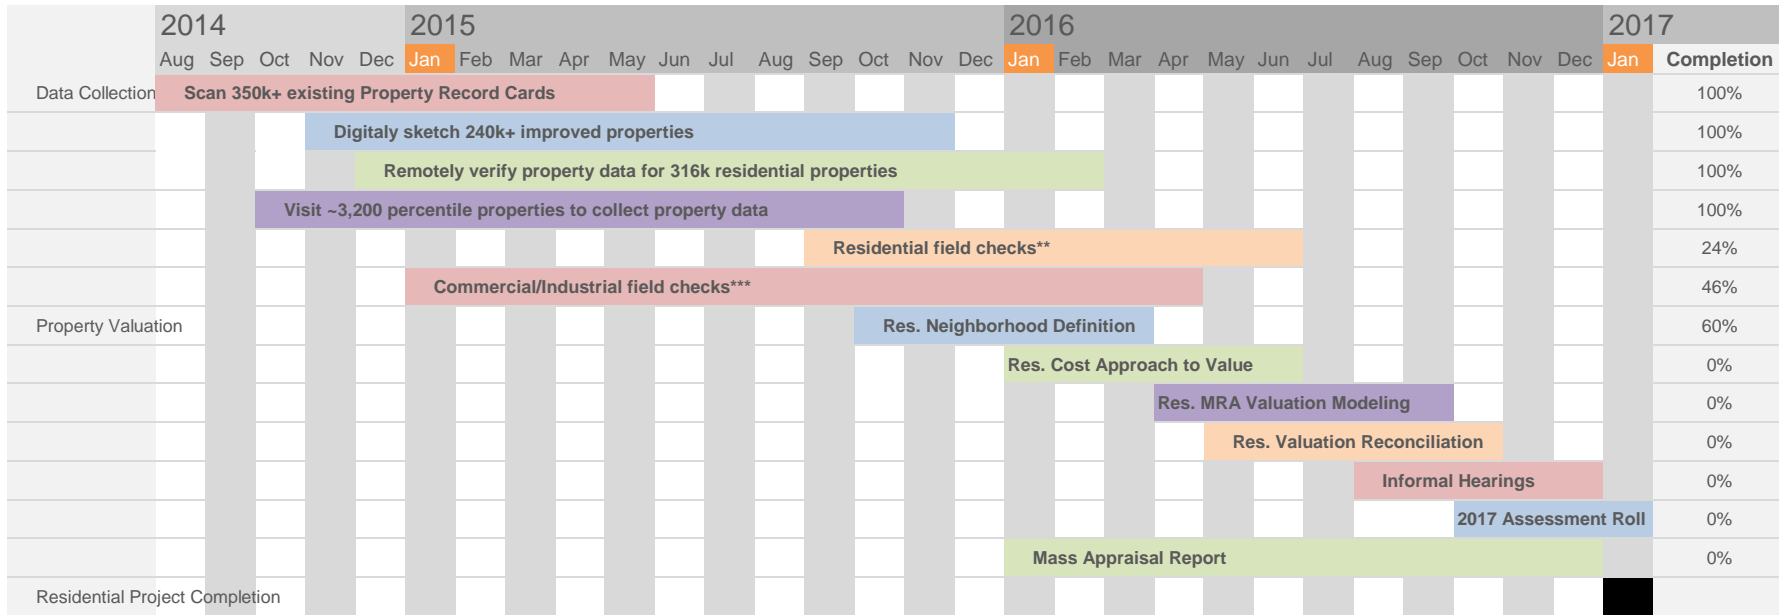 2014 2015 2016 2017
Aug Sep Oct Nov Dec Jan Feb Mar Apr May Jun Jul Aug Sep Oct Nov Dec Jan Feb Mar Apr May Jun Jul Aug Sep Oct Nov Dec Jan Completion
Data Collection Scan 350k+ existing Property Record Cards 100%
Digitaly sketch 240k+ improved properties 100%
Remotely verify property data for 316k residential properties 100%
Visit ~3,200 percentile properties to collect property data 100%
Residential field checks** 24%
Commercial/Industrial field checks*** 46%
Property Valuation Res. Neighborhood Definition 60%
Res. Cost Approach to Value 0%
Res. MRA Valuation Modeling 0%
Res. Valuation Reconciliation 0%
Informal Hearings 0%
2017 Assessment Roll 0%
Mass Appraisal Report 0%
Residential Project Completion